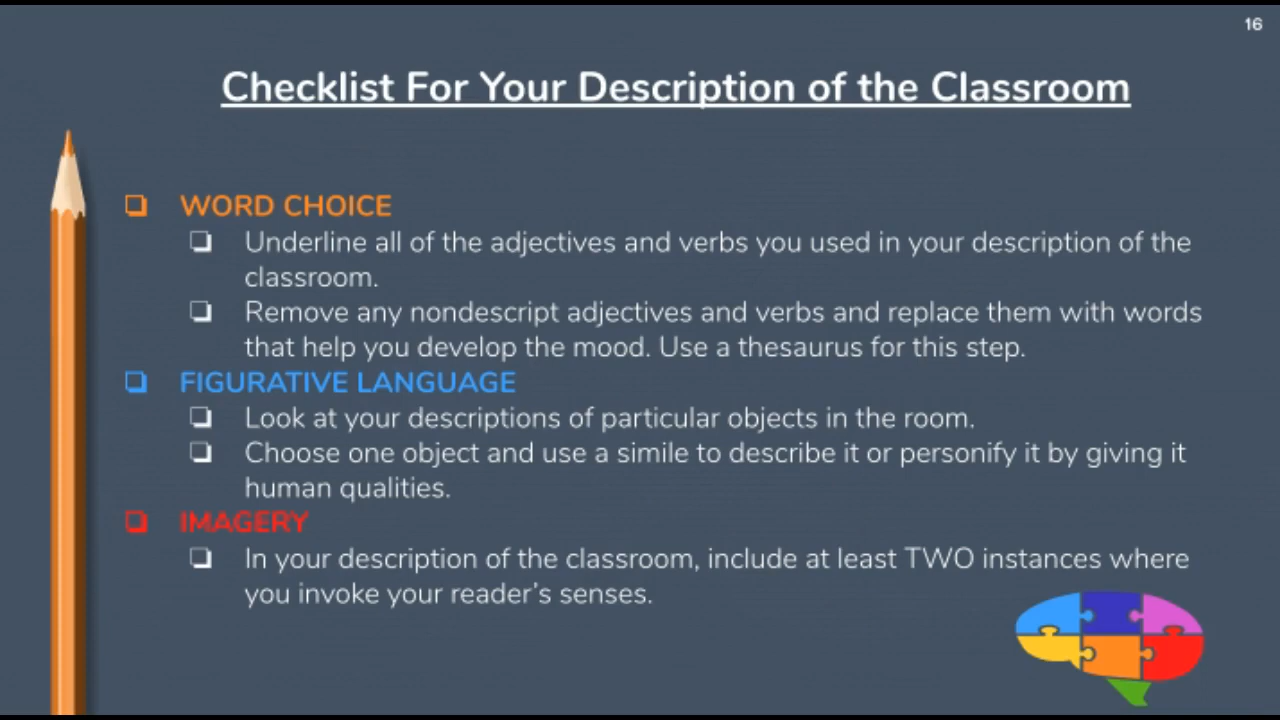 16
Checklist For Your Description of the Classroom
❏ WORD CHOICE
❏ Underline all of the adjectives and verbs you used in your description of the
classroom.
❏ Remove any nondescript adjectives and verbs and replace them with words
that help you develop the mood. Use a thesaurus for this step.
❏ FIGURATIVE LANGUAGE
❏ Look at your descriptions of particular objects in the room.
❏ Choose one object and use a simile to describe it or personify it by giving it
human qualities.
❏ IMAGERY
❏ In your description of the classroom, include at least TWO instances where
you invoke your reader’s senses.